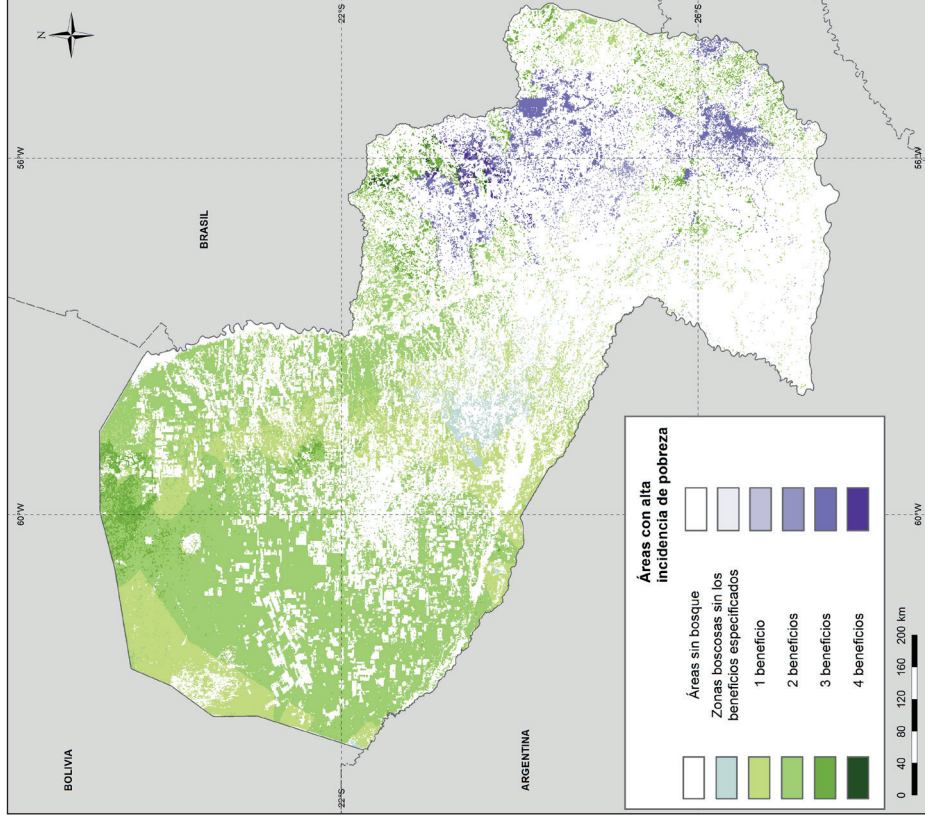 N
56°W
22°S
26°S
BRASIL
60°W
BOLIVIA
22°S
ARGENTINA
26°S
60°W
56°W
Áreas con alta
incidencia de pobreza
Áreas sin bosque
Zonas boscosas sin los
beneficios especificados
1 beneficio
2 beneficios
3 beneficios
4 beneficios
0 40 80 120 160 200 km